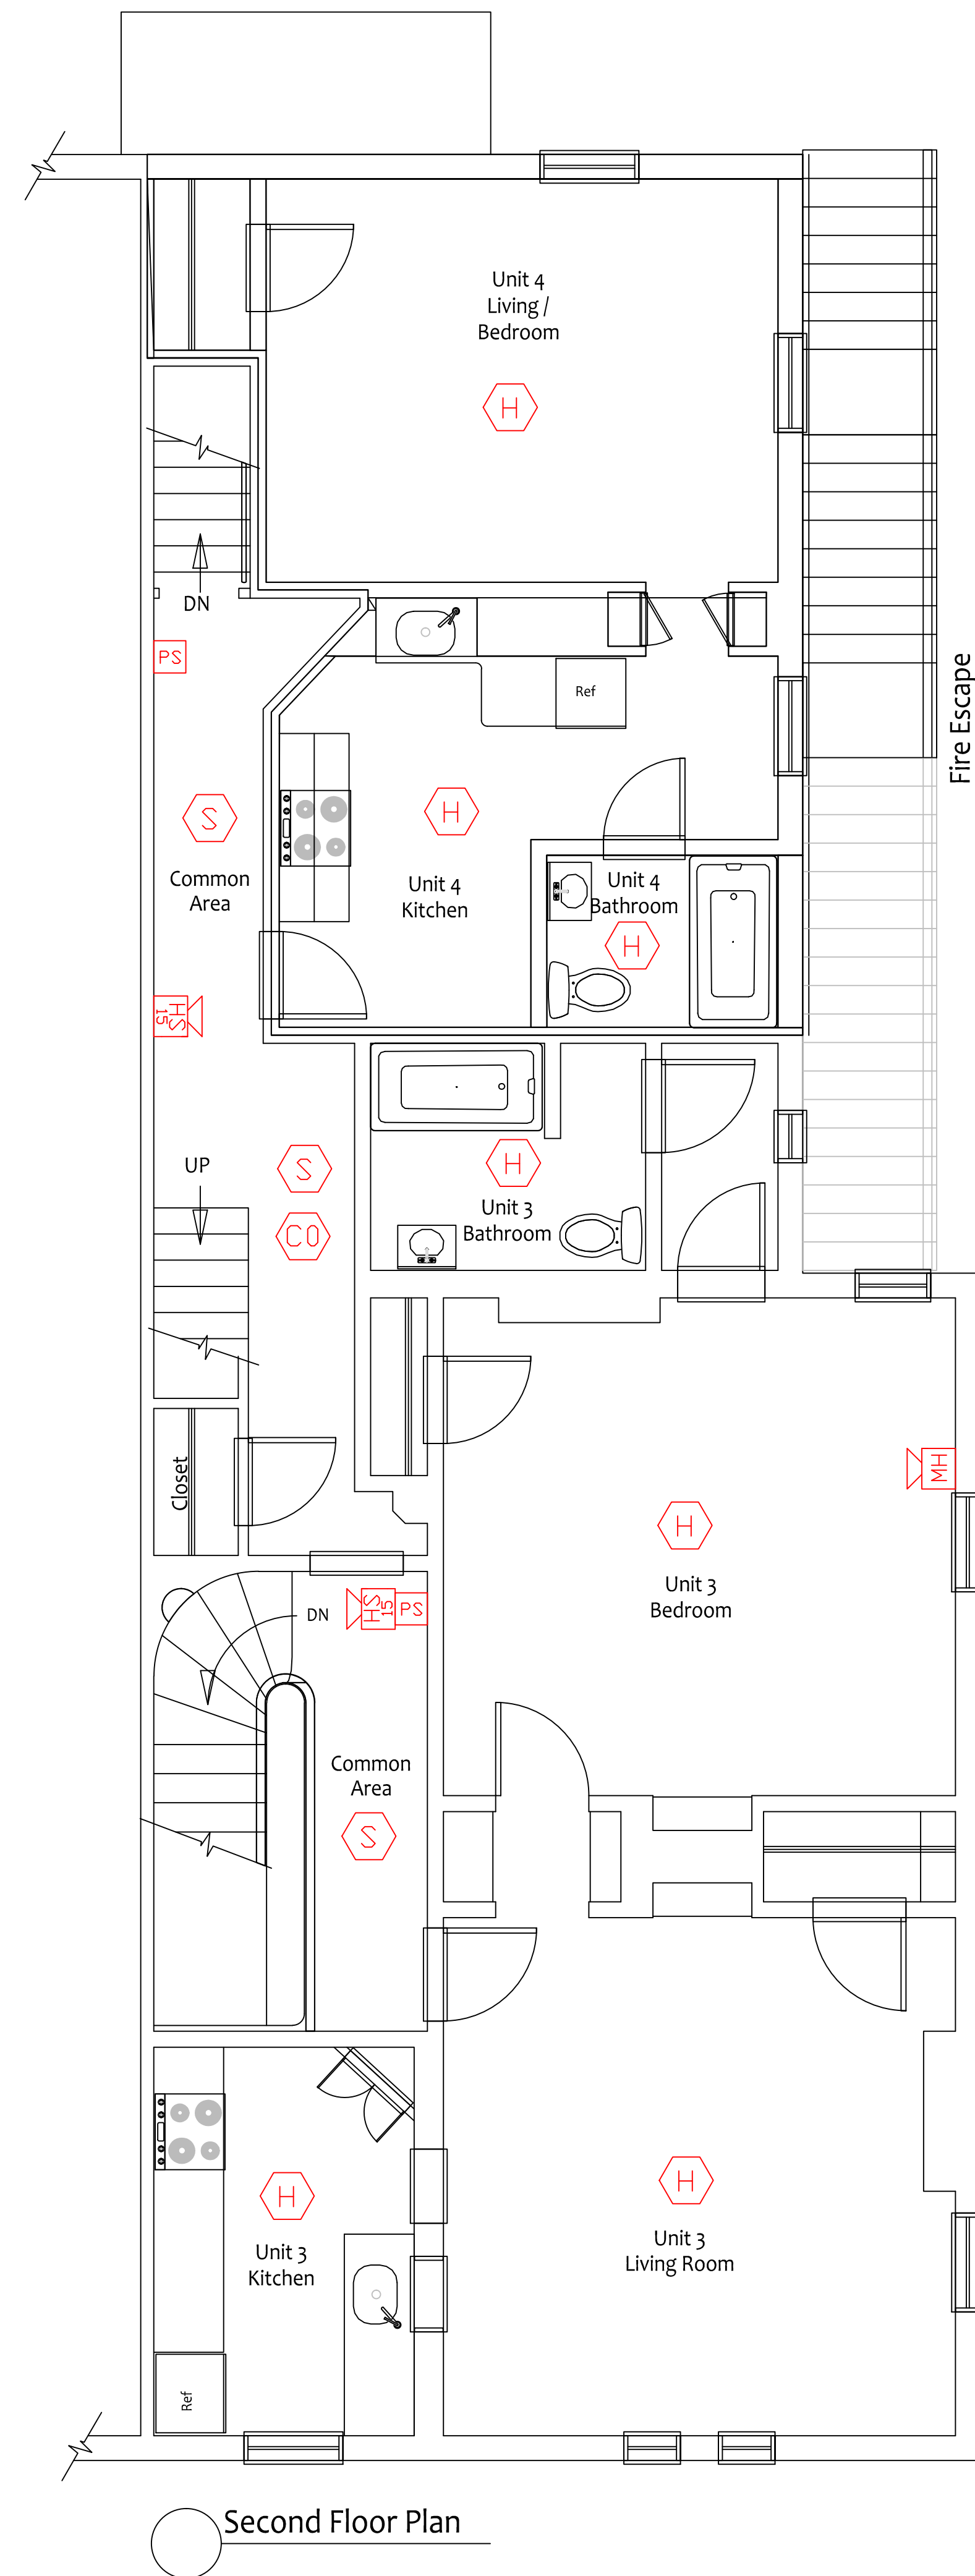 Unit 4
Living /
Bedroom
H
DN
PS
Ref
Fire Escape
S
H
Common
Area
Unit 4
Kitchen
Unit 4
Bathroom
H
HS
15
UP
S
H
CO
Unit 3
Bathroom
Closet
MH
H
Unit 3
Bedroom
DN
HS
15
PS
Common
Area
S
H
H
Unit 3
Kitchen
Unit 3
Living Room
Ref
Second Floor Plan